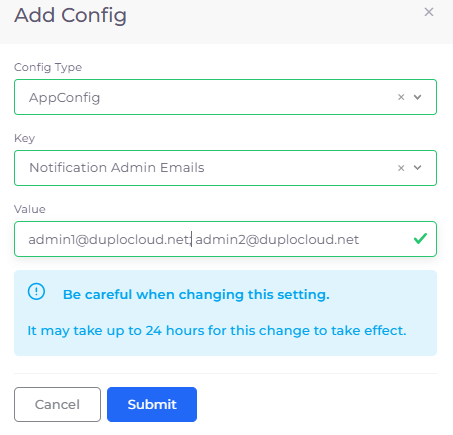 Add Config
×
Config Type
AppConfig
×
Key
Notification Admin Emails
×
Value
admin1@duplocloud.net; admin2@duplocloud.net
Be careful when changing this setting.
It may take up to 24 hours for this change to take effect.
Cancel
Submit